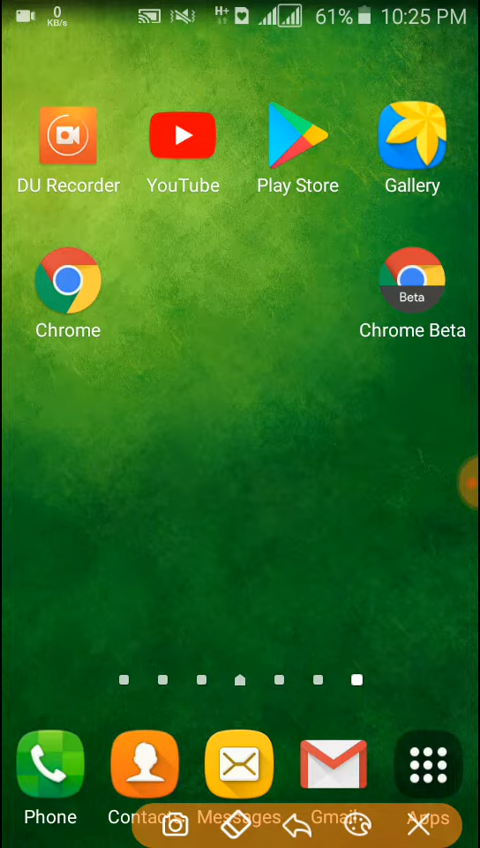 0
KB/s
H+
61%
10:25 PM
DU Recorder
YouTube
Play Store
Gallery
Chrome
Beta
Chrome Beta
Phone
Contacts
Messages
Gmail
Apps